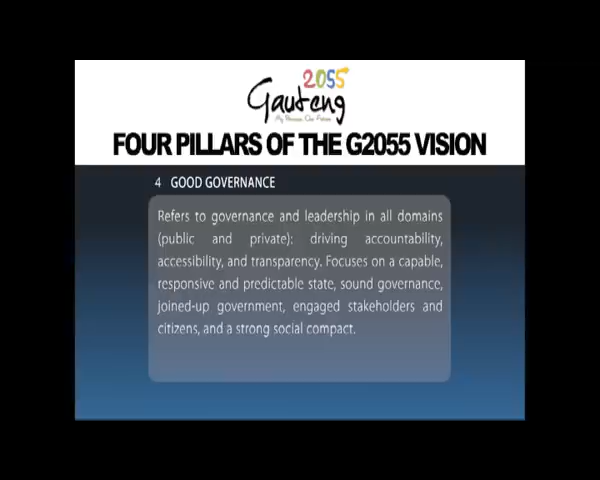 2055
Gauteng
My Province. Our Future
FOUR PILLARS OF THE G2055 VISION
4 GOOD GOVERNANCE
Refers to governance and leadership in all domains
(public and private): driving accountability,
accessibility, and transparency. Focuses on a capable,
responsive and predictable state, sound governance,
joined-up government, engaged stakeholders and
citizens, and a strong social compact.